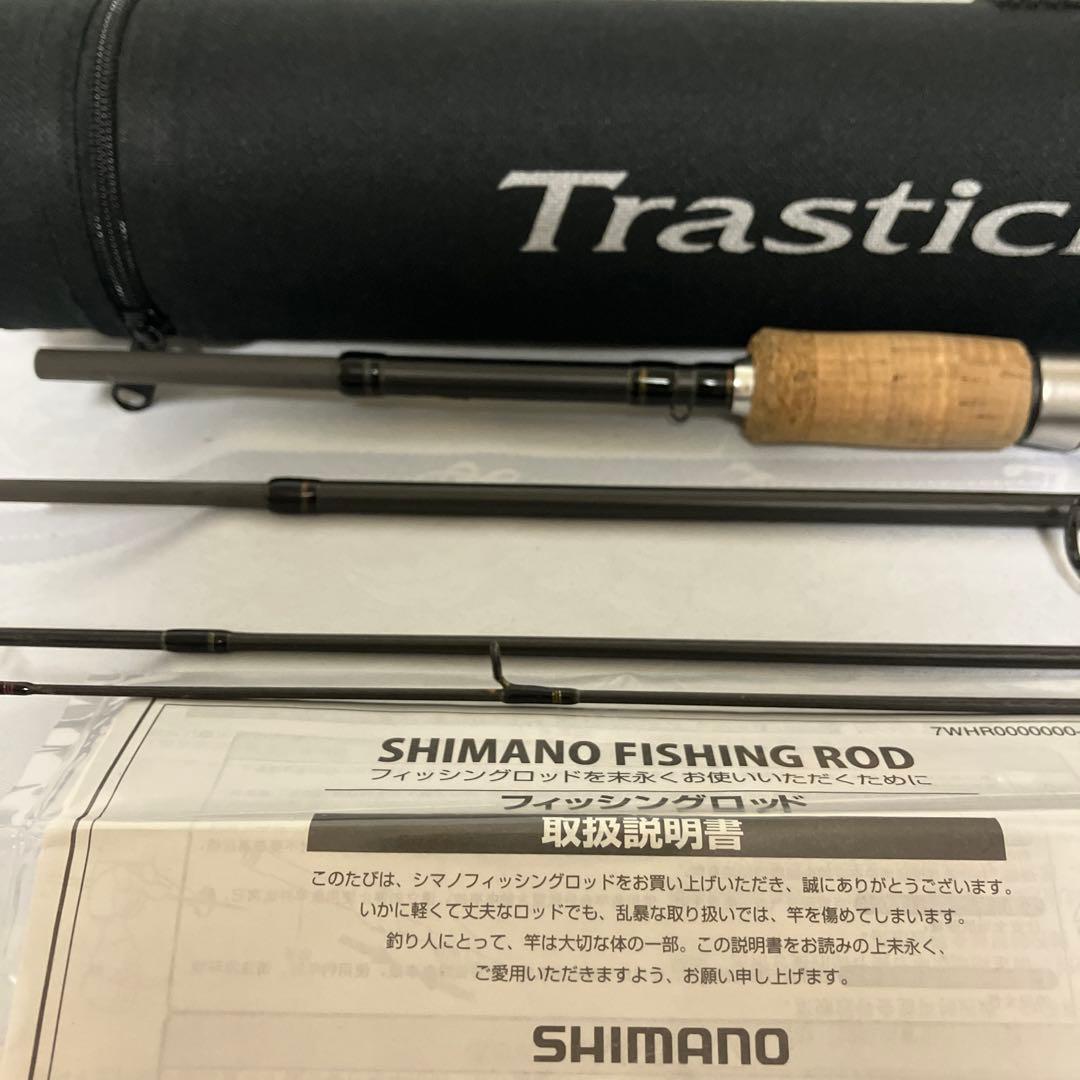 Trastic
7WHR0000000-
SHIMANO FISHING ROD
フィッシングロッドを末永くお使いいただくために
フィッシングロッド
取扱説明書
このたびは、シマノフィッシングロッドをお買い上げいただき、誠にありがとうございます。
いかに軽くて丈夫なロッドでも、乱暴な取り扱いでは、竿を傷めてしまいます。
釣り人にとって、竿は大切な体の一部。この説明書をお読みの上末永く、
ご愛用いただきますよう、お願い申し上げます。
SHIMANO